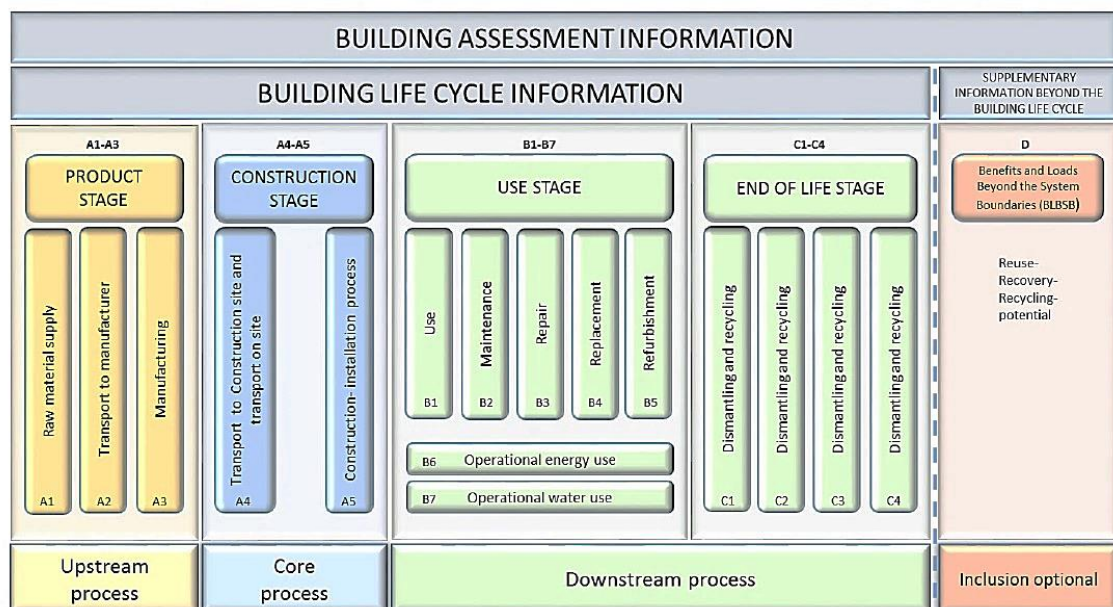 BUILDING ASSESSMENT INFORMATION
BUILDING LIFE CYCLE INFORMATION
SUPPLEMENTARY
INFORMATION BEYOND THE
BUILDING LIFE CYCLE
A1-A3
PRODUCT
STAGE
Raw material supply
A1
Transport to manufacturer
A2
Manufacturing
A3
A4-A5
CONSTRUCTION
STAGE
Transport to Construction site and
transport on site
A4
Construction- installation process
A5
B1-B7
USE STAGE
Use
B1
Maintenance
B2
Repair
B3
Replacement
B4
Refurbishment
B5
B6 Operational energy use
B7 Operational water use
C1-C4
END OF LIFE STAGE
Dismantling and recycling
C1
Dismantling and recycling
C2
Dismantling and recycling
C3
Dismantling and recycling
C4
D
Benefits and Loads
Beyond the System
Boundaries (BLBSB)
Reuse-
Recovery-
Recycling-
potential
Upstream
process
Core
process
Downstream process
Inclusion optional